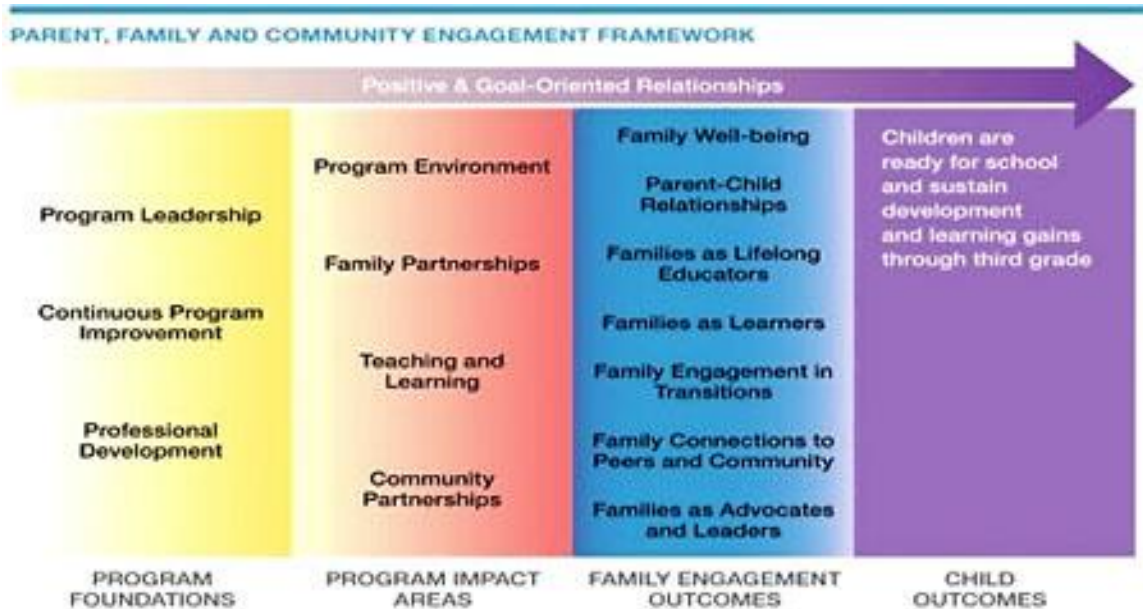 PARENT, FAMILY AND COMMUNITY ENGAGEMENT FRAMEWORK
Positive & Goal-Oriented Relationships
Program Leadership
Continuous Program
Improvement
Professional
Development
PROGRAM
FOUNDATIONS
Program Environment
Family Partnerships
Teaching and
Learning
Community
Partnerships
PROGRAM IMPACT
AREAS
Family Well-being
Parent-Child
Relationships
Families as Lifelong
Educators
Families as Learners
Family Engagement in
Transitions
Family Connections to
Peers and Community
Families as Advocates
and Leaders
FAMILY ENGAGEMENT
OUTCOMES
Children are
ready for school
and sustain
development
and learning gains
through third grade
CHILD
OUTCOMES